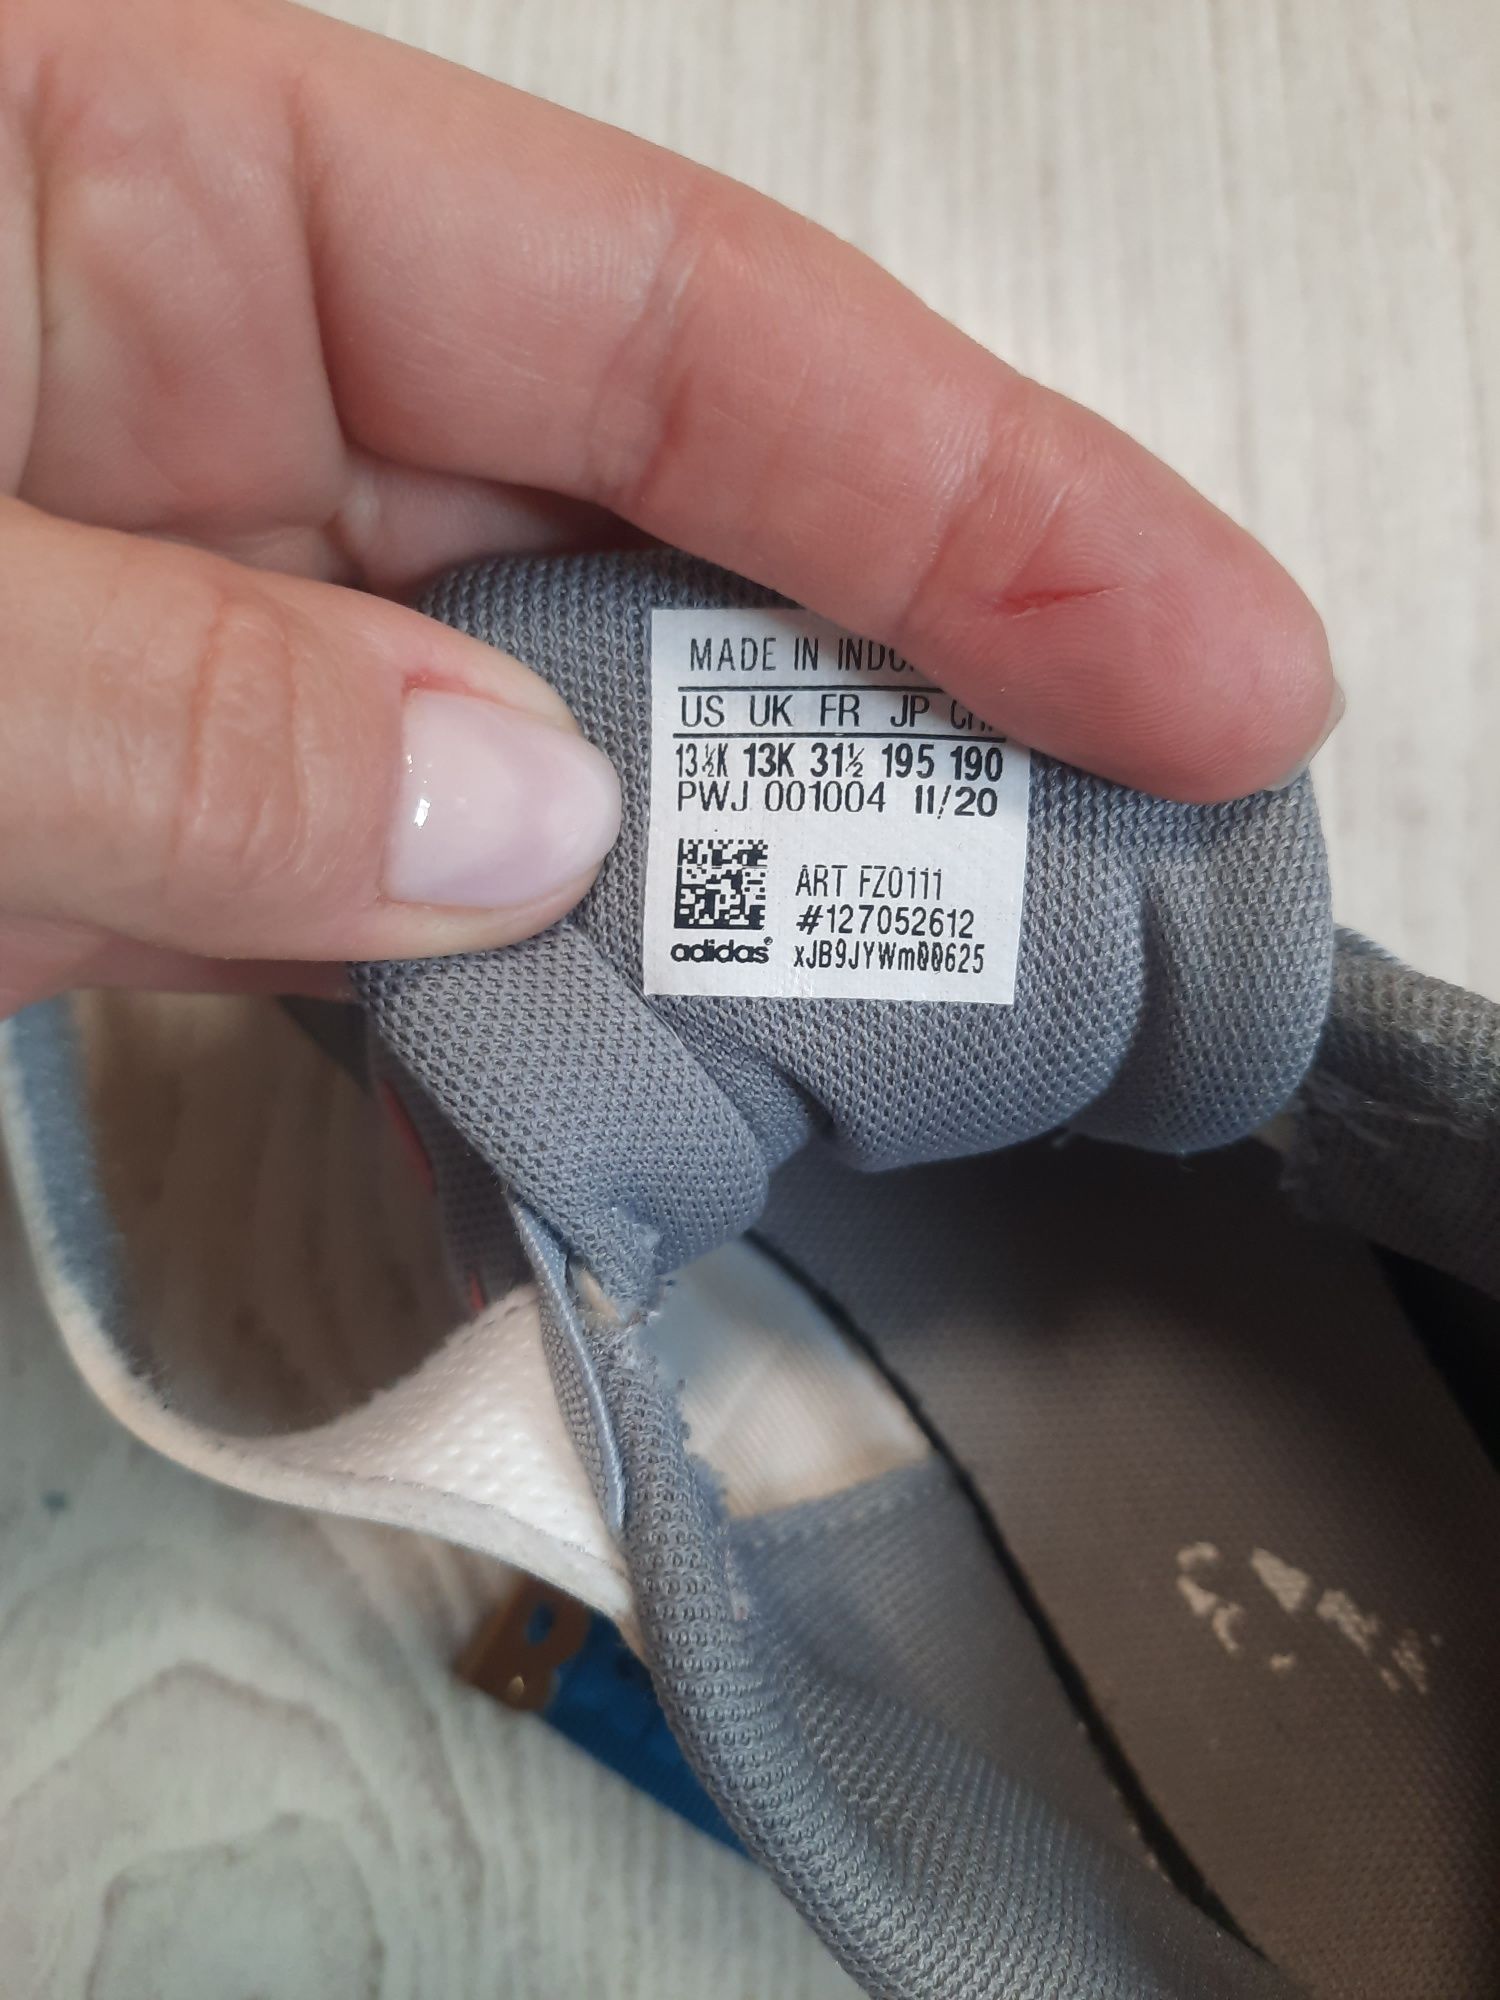 MADE IN INDO
US UK FR JP CH
13½K 13K 31½ 195 190
PWJ 001004 11/20
ART FZ0111
#127052612
adidas® xJB9JYWm00625